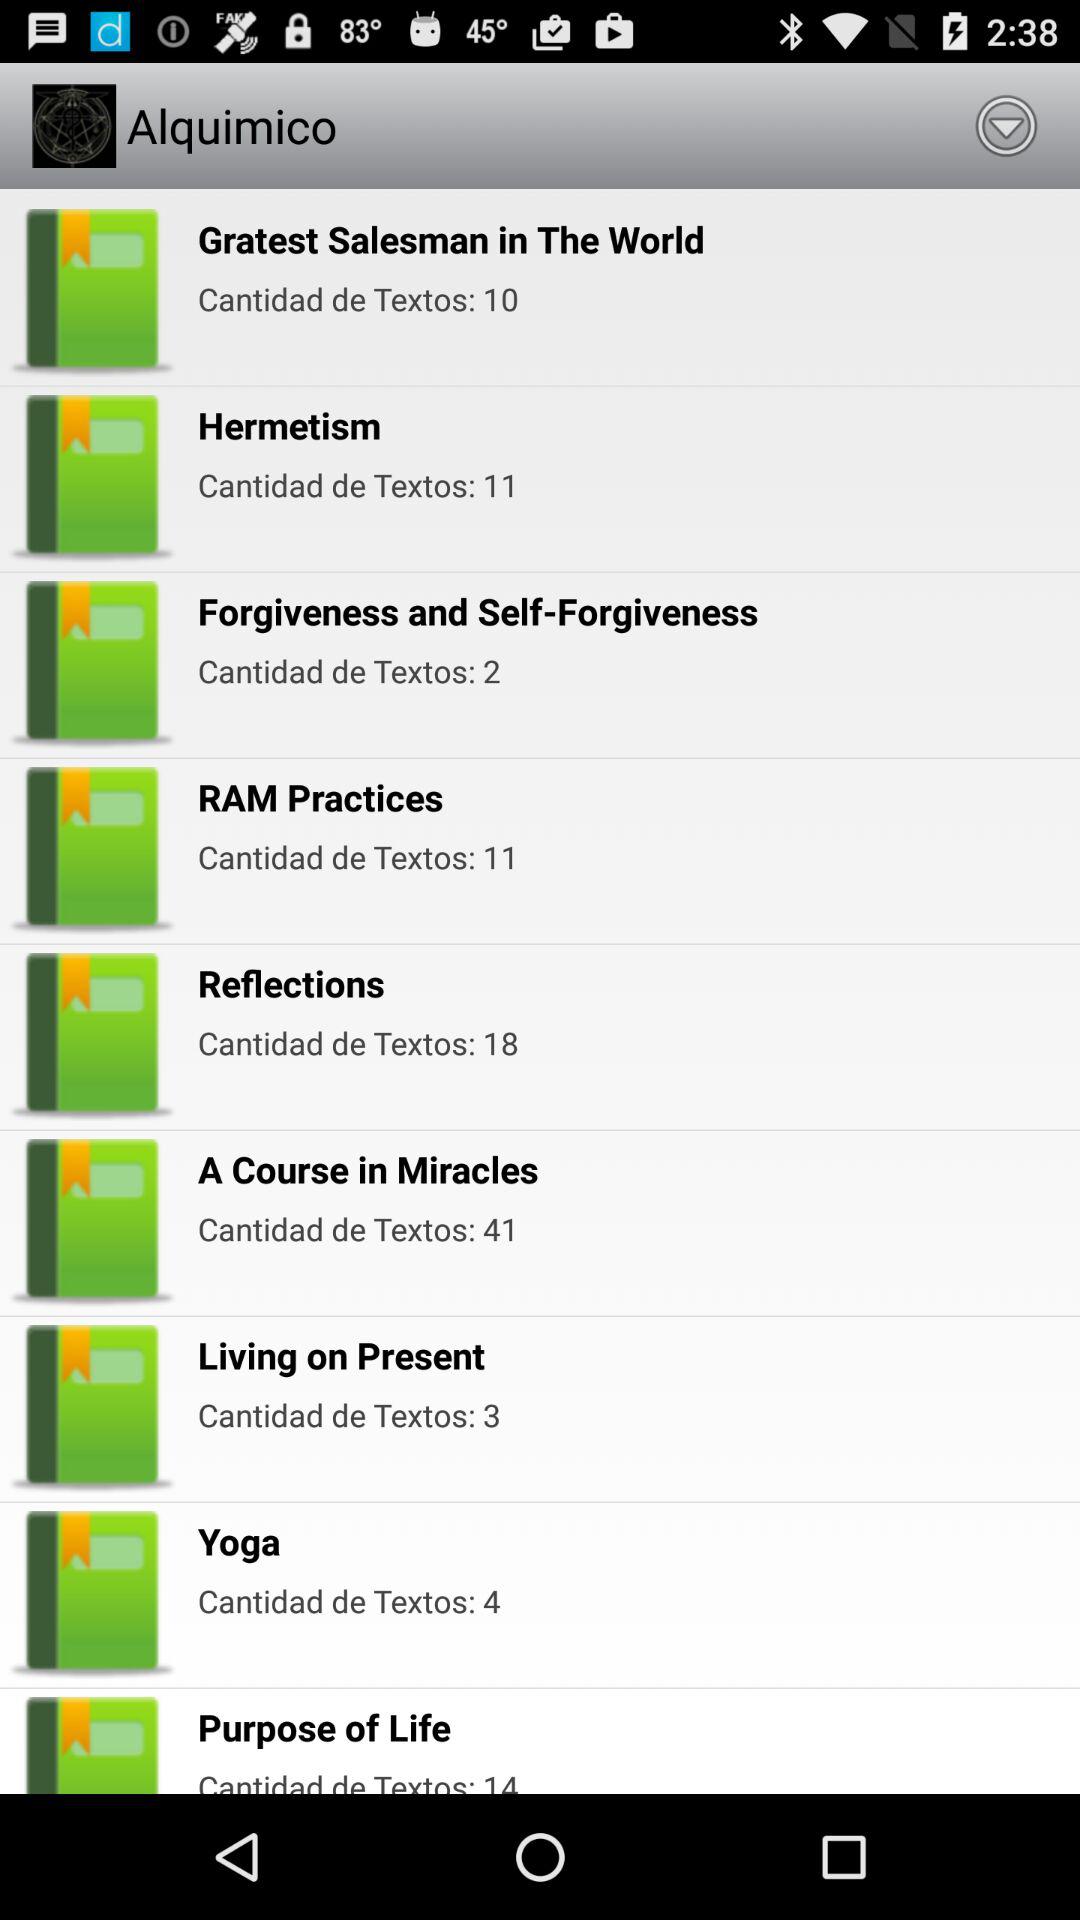 FAKE 83° 45° 2:38
Alquimico
Gratest Salesman in The World
Cantidad de Textos: 10
Hermetism
Cantidad de Textos: 11
Forgiveness and Self-Forgiveness
Cantidad de Textos: 2
RAM Practices
Cantidad de Textos: 11
Reflections
Cantidad de Textos: 18
A Course in Miracles
Cantidad de Textos: 41
Living on Present
Cantidad de Textos: 3
Yoga
Cantidad de Textos: 4
Purpose of Life
Cantidad de Textos: 14